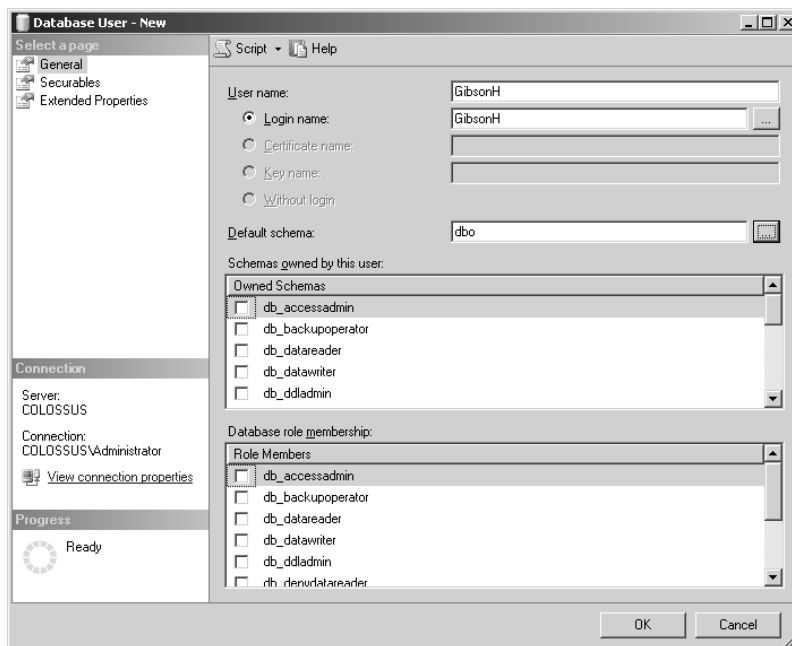 Database User - New
Select a page
General
Securables
Extended Properties
Script Help
User name: GibsonH
Login name: GibsonH ...
Certificate name:
Key name:
Without login
Default schema: dbo ...
Schemas owned by this user:
Owned Schemas
db_accessadmin
db_backupoperator
db_datareader
db_datawriter
db_ddladmin
Database role membership:
Role Members
db_accessadmin
db_backupoperator
db_datareader
db_datawriter
db_ddladmin
db_denydatareader
Connection
Server:
COLOSSUS
Connection:
COLOSSUS\Administrator
View connection properties
Progress
Ready
OK Cancel